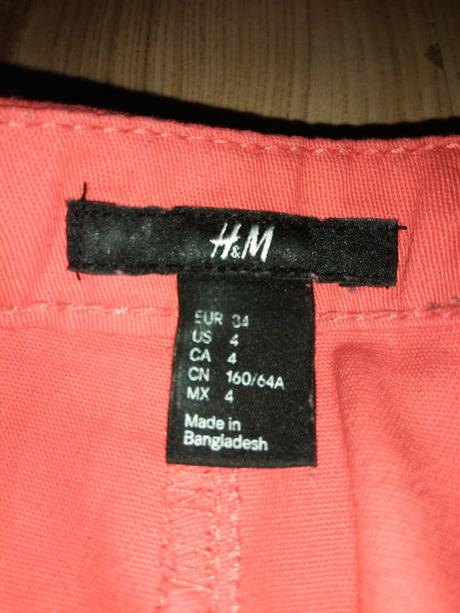 H&M
EUR 34
US 4
CA 4
CN 160/64A
MX 4
Made in
Bangladesh